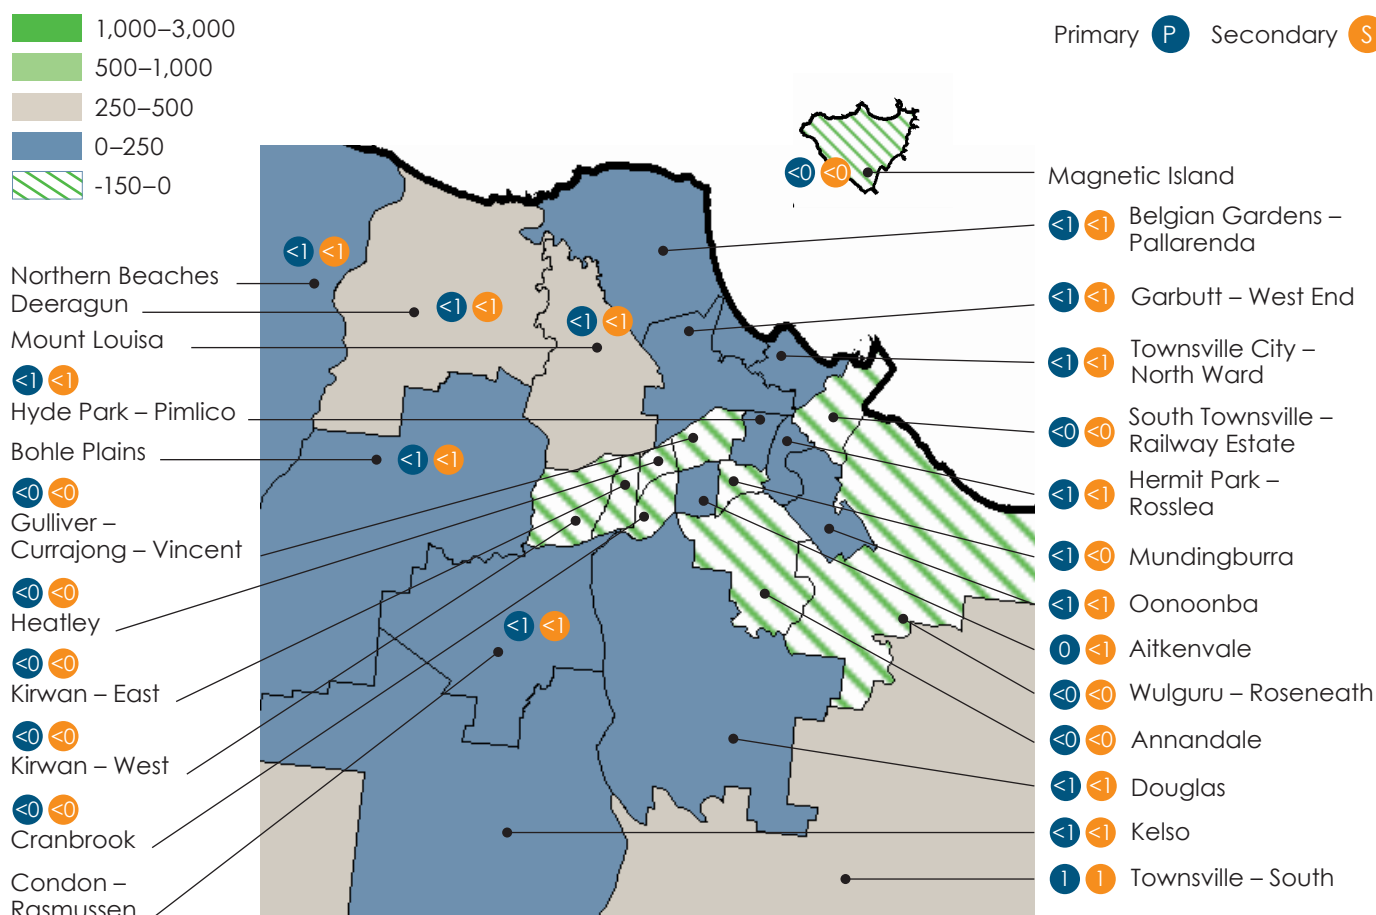 1,000–3,000
500–1,000
250–500
0–250
-150–0
Primary P Secondary S
<0 <0
Magnetic Island
<1 <1 Belgian Gardens –
Pallarenda
<1 <1 Garbutt – West End
<1 <1 Townsville City –
North Ward
<0 <0 South Townsville –
Railway Estate
<1 <1 Hermit Park –
Rosslea
<1 <0 Mundingburra
<1 <1 Oonoonba
0 <1 Aitkenvale
<0 <0 Wulguru – Roseneath
<0 <0 Annandale
<1 <1 Douglas
<1 <1 Kelso
1 1 Townsville – South
<1 <1
Northern Beaches
Deeragun
<1 <1
Mount Louisa
<1 <1
<1 <1
Hyde Park – Pimlico
Bohle Plains
<1 <1
<0 <0
Gulliver –
Currajong – Vincent
<0 <0
Heatley
<0 <0
Kirwan – East
<0 <0
Kirwan – West
<0 <0
Cranbrook
Condon –
Rasmussen
<1 <1